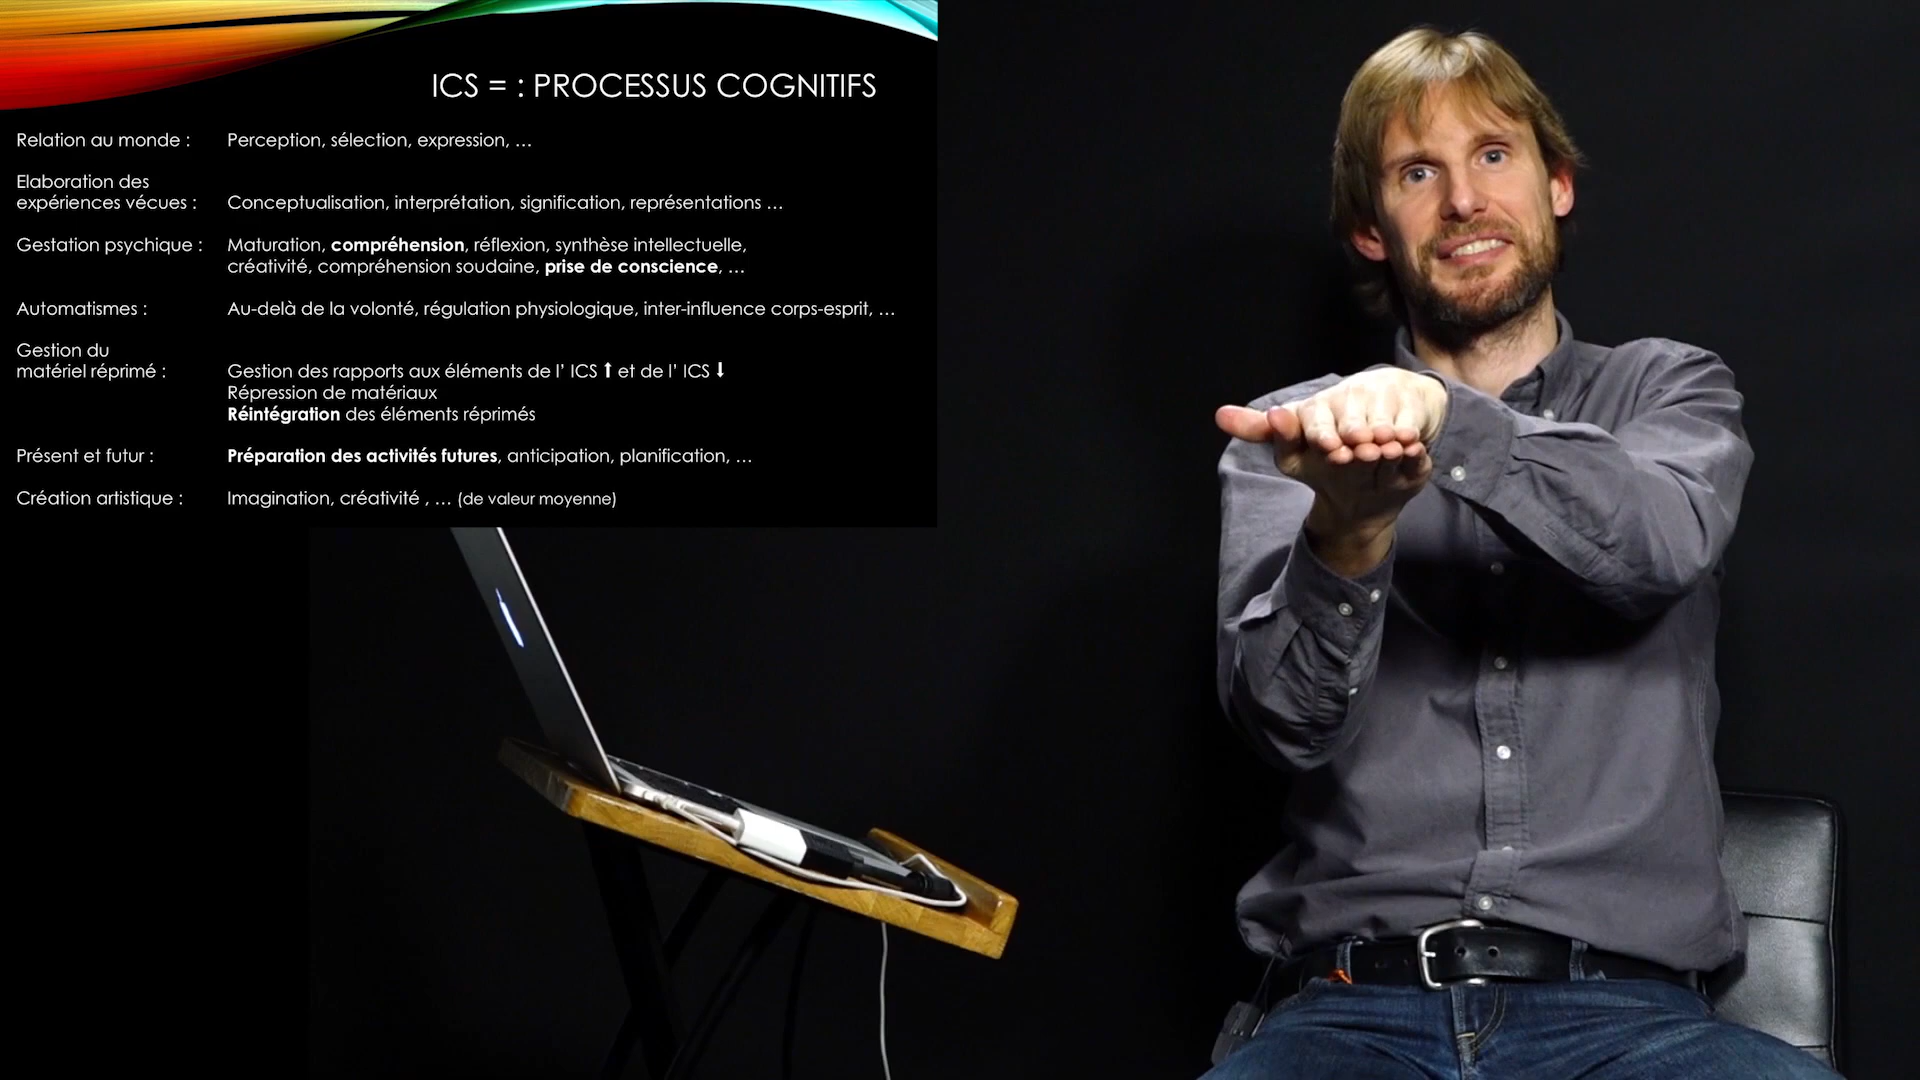 ICS = : PROCESSUS COGNITIFS
Relation au monde : Perception, sélection, expression, …
Elaboration des
expériences vécues : Conceptualisation, interprétation, signification, représentations …
Gestation psychique : Maturation, compréhension, réflexion, synthèse intellectuelle,
créativité, compréhension soudaine, prise de conscience, …
Automatismes : Au-delà de la volonté, régulation physiologique, inter-influence corps-esprit, …
Gestion du
matériel réprimé : Gestion des rapports aux éléments de l’ ICS ⬆ et de l’ ICS ⬇
Répression de matériaux
Réintégration des éléments réprimés
Présent et futur : Préparation des activités futures, anticipation, planification, …
Création artistique : Imagination, créativité , … (de valeur moyenne)